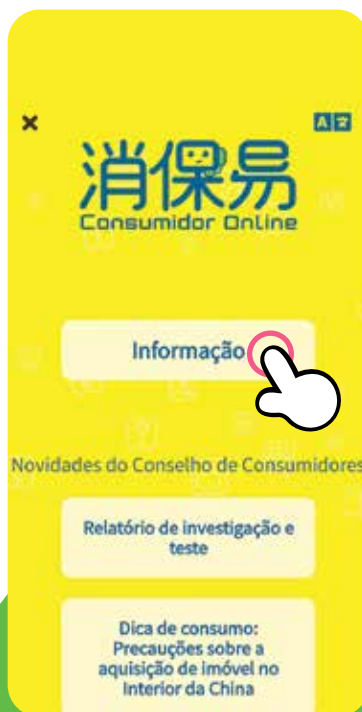 消保易
Consumidor Online
Informação
Novidades do Conselho de Consumidores
Relatório de investigação e
teste
Dica de consumo:
Precauções sobre a
aquisição de imóvel no
Interior da China